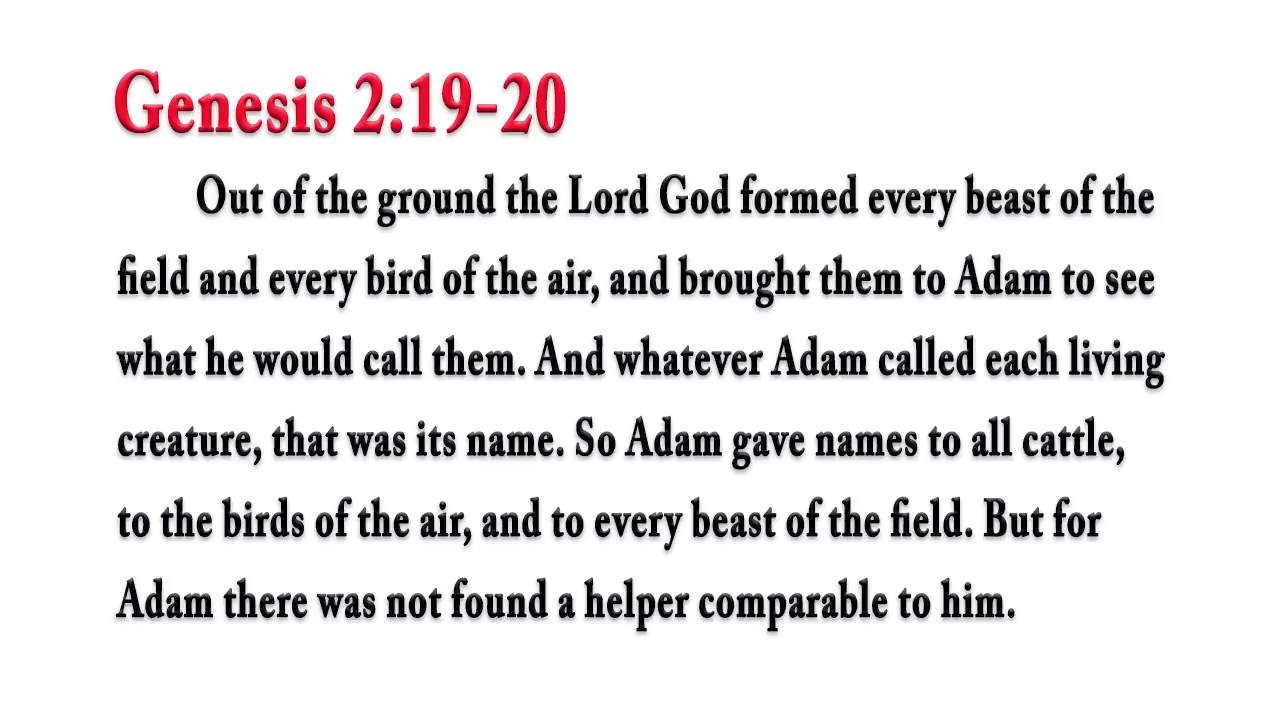 Genesis 2:19-20
Out of the ground the Lord God formed every beast of the
field and every bird of the air, and brought them to Adam to see
what he would call them. And whatever Adam called each living
creature, that was its name. So Adam gave names to all cattle,
to the birds of the air, and to every beast of the field. But for
Adam there was not found a helper comparable to him.